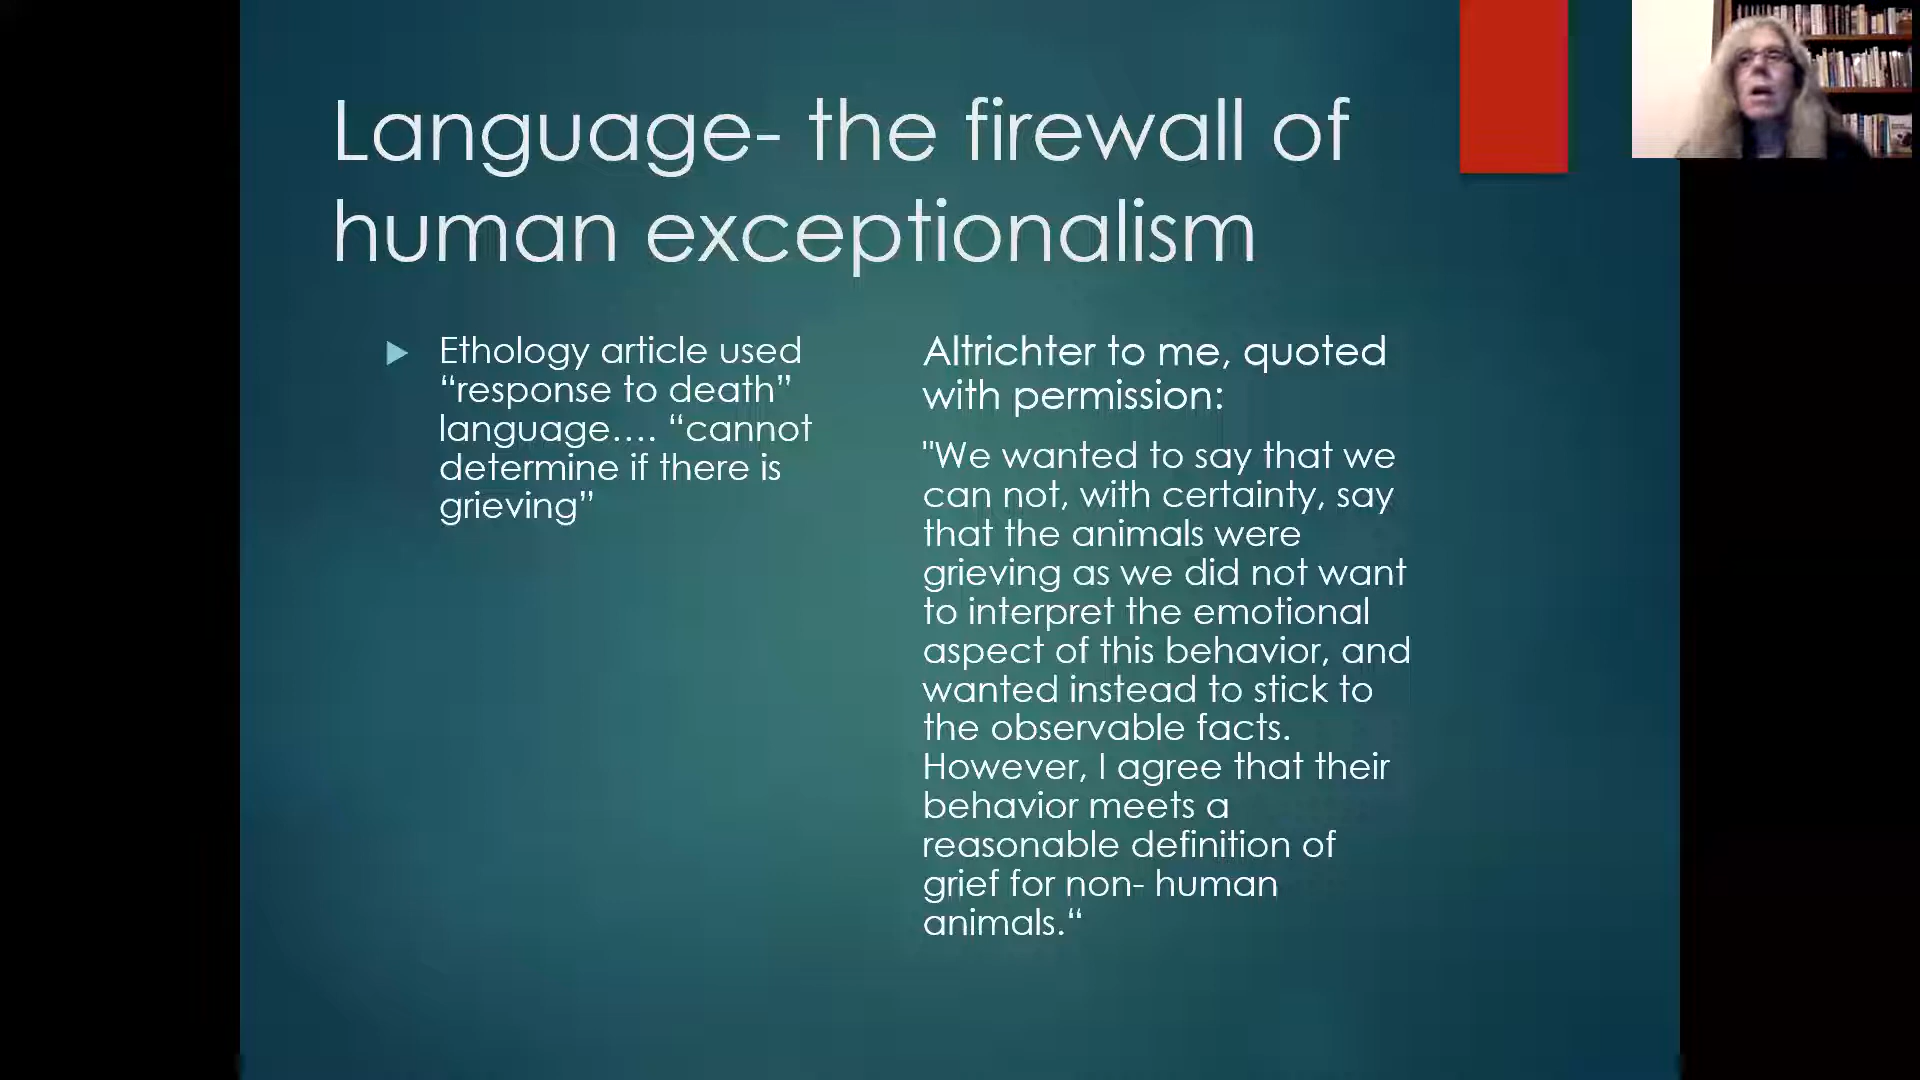 Language- the firewall of
human exceptionalism
Ethology article used
“response to death”
language…. “cannot
determine if there is
grieving”
Altrichter to me, quoted
with permission:
"We wanted to say that we
can not, with certainty, say
that the animals were
grieving as we did not want
to interpret the emotional
aspect of this behavior, and
wanted instead to stick to
the observable facts.
However, I agree that their
behavior meets a
reasonable definition of
grief for non- human
animals.“